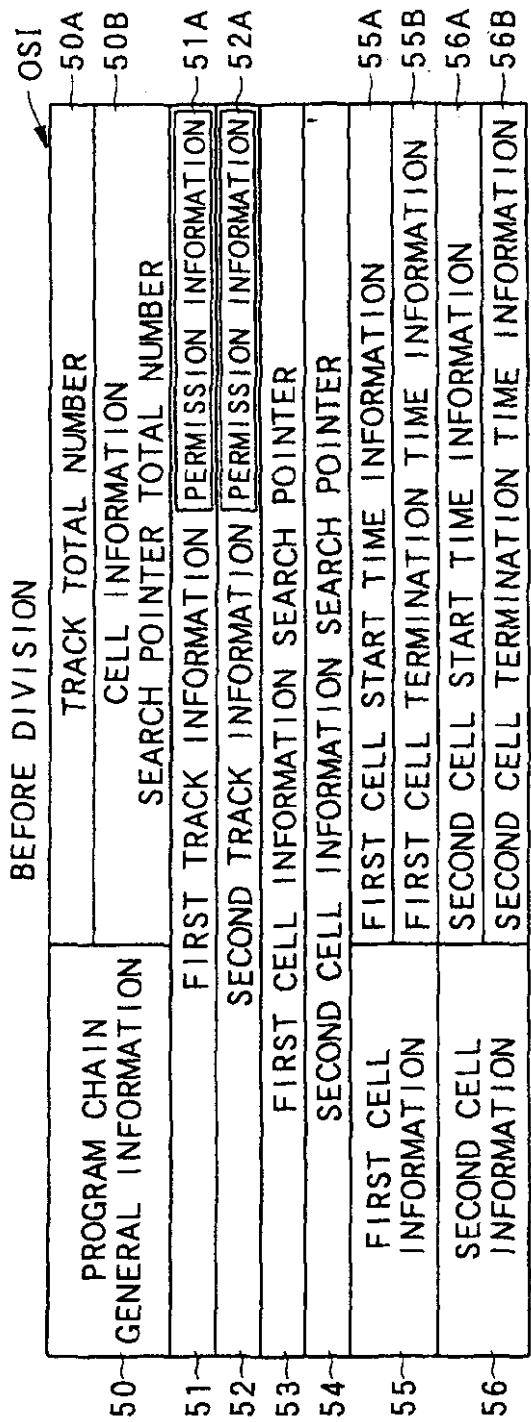 BEFORE DIVISION
OSI
50
PROGRAM CHAIN
GENERAL INFORMATION
TRACK TOTAL NUMBER
50A
CELL INFORMATION
SEARCH POINTER TOTAL NUMBER
50B
51
FIRST TRACK INFORMATION
PERMISSION INFORMATION
51A
52
SECOND TRACK INFORMATION
PERMISSION INFORMATION
52A
53
FIRST CELL INFORMATION SEARCH POINTER
54
SECOND CELL INFORMATION SEARCH POINTER
55
FIRST CELL
INFORMATION
FIRST CELL START TIME INFORMATION
55A
FIRST CELL TERMINATION TIME INFORMATION
55B
56
SECOND CELL
INFORMATION
SECOND CELL START TIME INFORMATION
56A
SECOND CELL TERMINATION TIME INFORMATION
56B